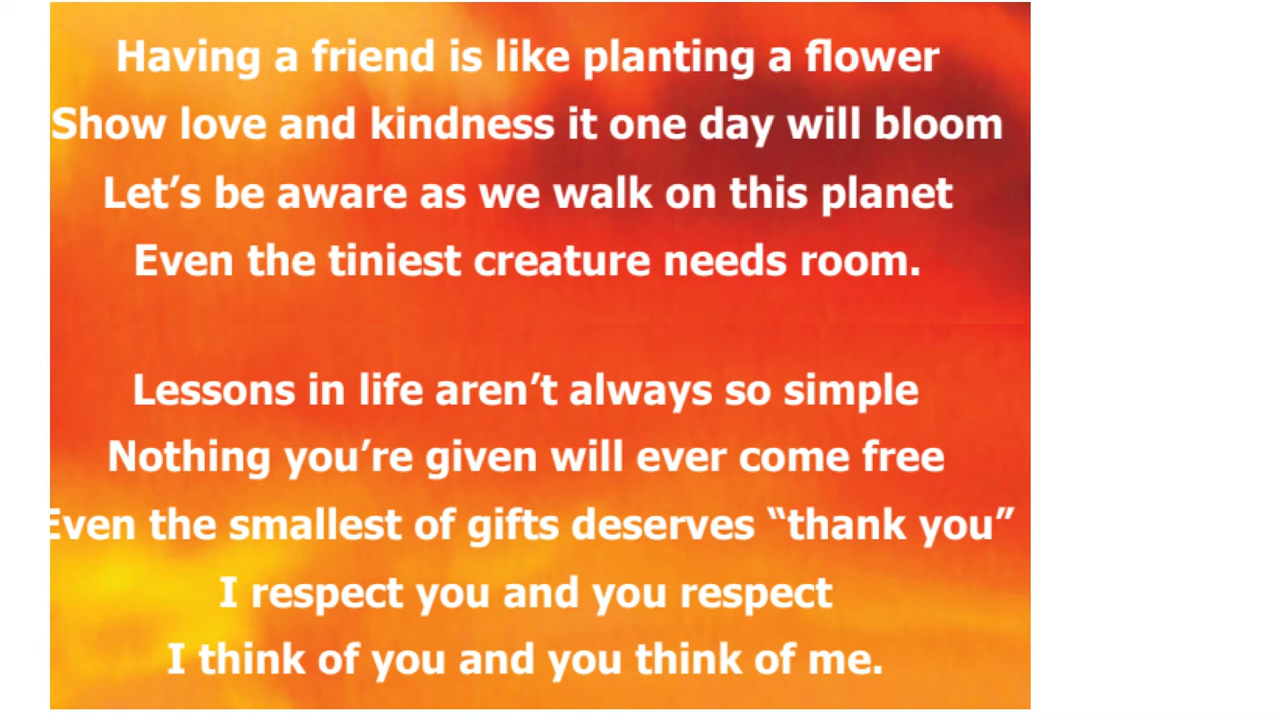 Having a friend is like planting a flower
Show love and kindness it one day will bloom
Let’s be aware as we walk on this planet
Even the tiniest creature needs room.
Lessons in life aren’t always so simple
Nothing you’re given will ever come free
Even the smallest of gifts deserves “thank you”
I respect you and you respect
I think of you and you think of me.